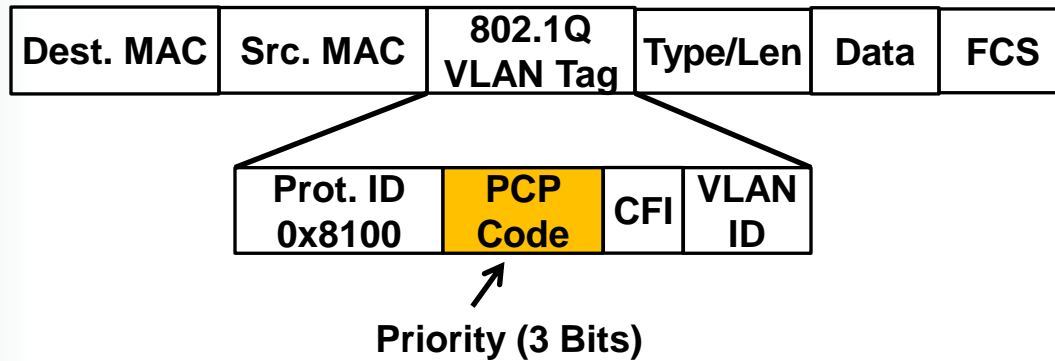 Dest. MAC
Src. MAC
802.1Q
VLAN Tag
Type/Len
Data
FCS
Prot. ID
0x8100
PCP
Code
CFI
VLAN
ID
Priority (3 Bits)